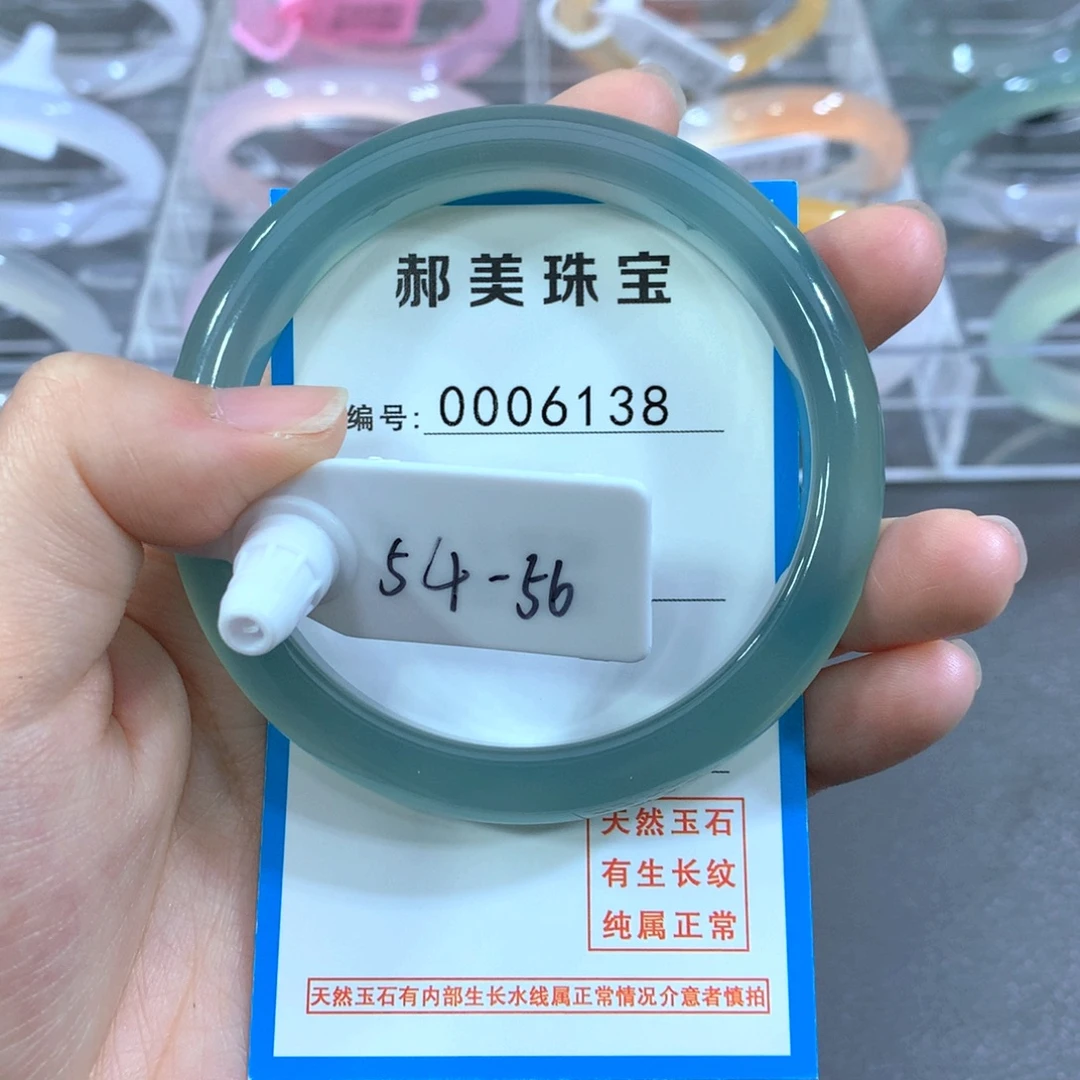 郝美珠宝
编号: 0006138
54-56
天然玉石
有生长纹
纯属正常
天然玉石有内部生长水线属正常情况介意者慎拍